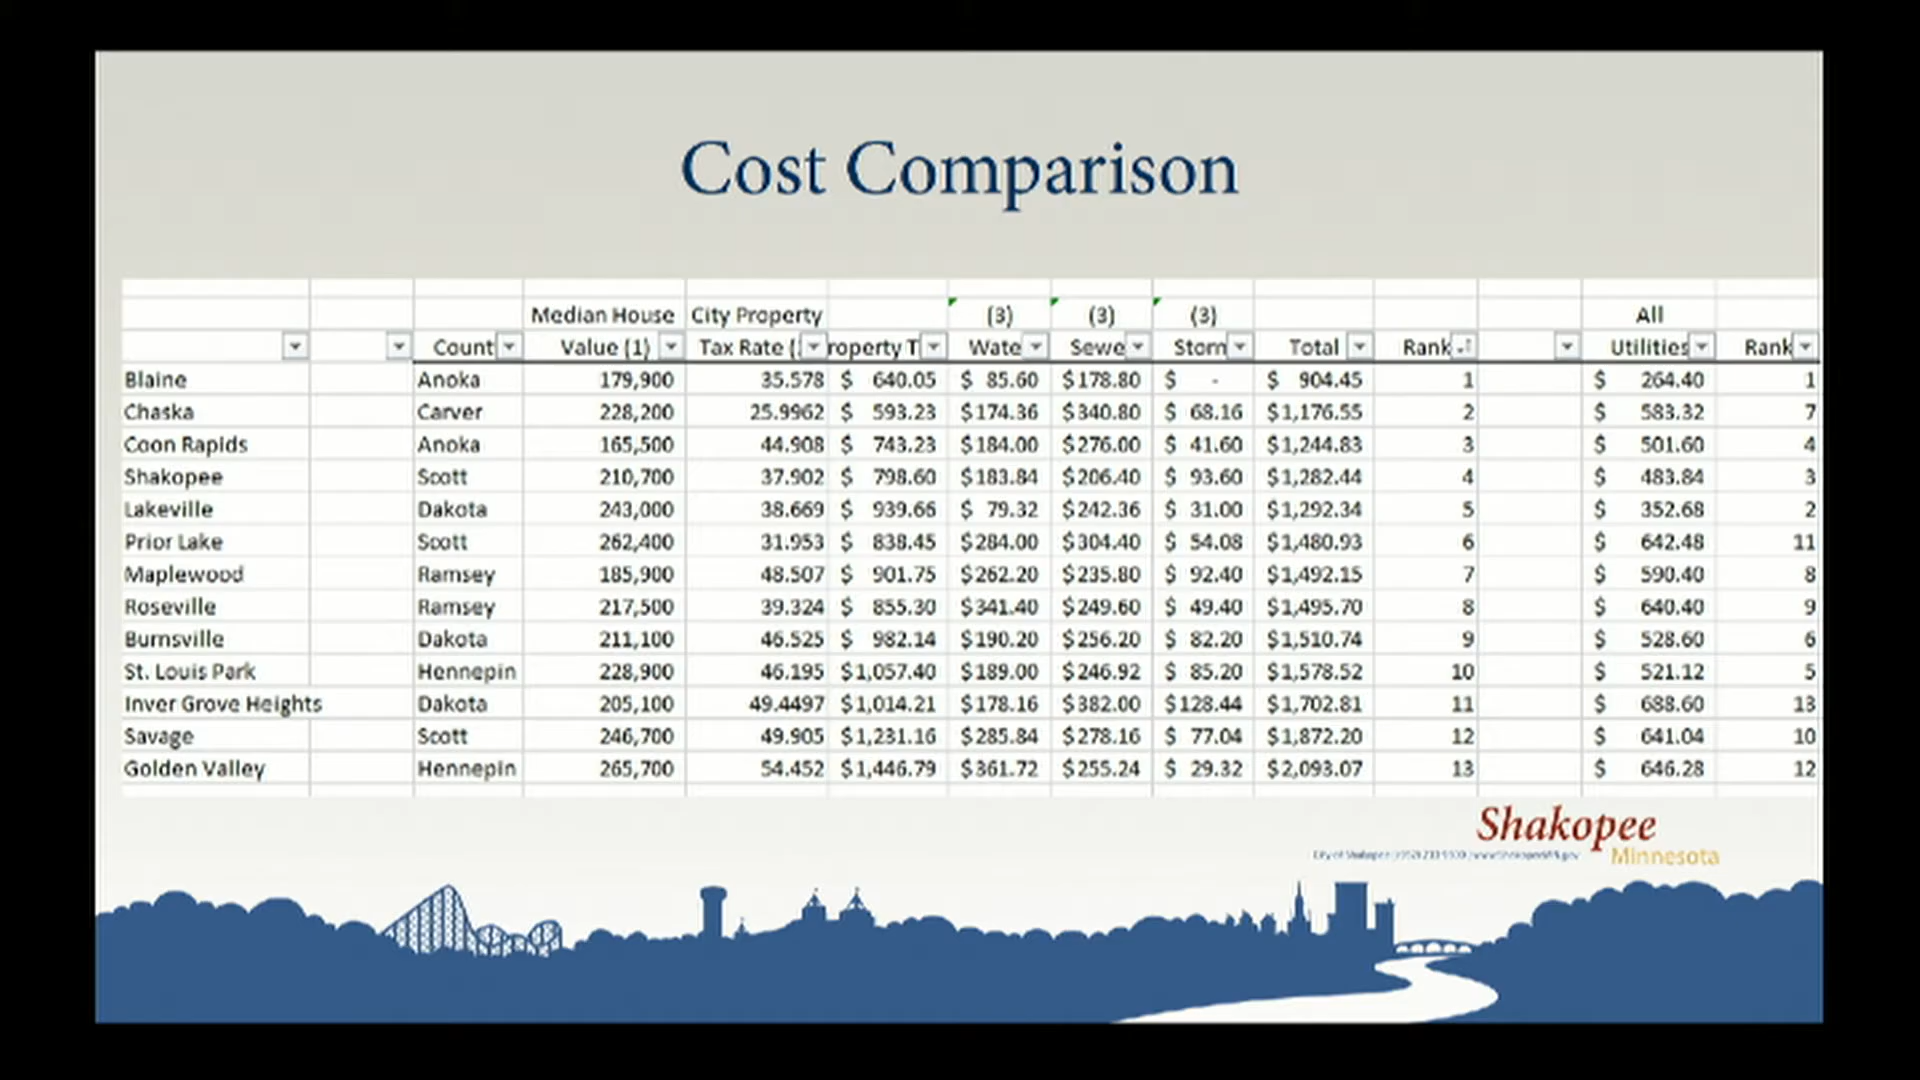 Cost Comparison
Median House City Property (3) (3) (3) All
Count Value (1) Tax Rate ( roperty T Wate Sewe Storn Total Rank Utilities Rank
Blaine Anoka 179,900 35.578 $ 640.05 $ 85.60 $178.80 $ - $ 904.45 1 $ 264.40 1
Chaska Carver 228,200 25.9962 $ 593.23 $174.36 $340.80 $ 68.16 $1,176.55 2 $ 583.32 7
Coon Rapids Anoka 165,500 44.908 $ 743.23 $184.00 $276.00 $ 41.60 $1,244.83 3 $ 501.60 4
Shakopee Scott 210,700 37.902 $ 798.60 $183.84 $206.40 $ 93.60 $1,282.44 4 $ 483.84 3
Lakeville Dakota 243,000 38.669 $ 939.66 $ 79.32 $242.36 $ 31.00 $1,292.34 5 $ 352.68 2
Prior Lake Scott 262,400 31.953 $ 838.45 $284.00 $304.40 $ 54.08 $1,480.93 6 $ 642.48 11
Maplewood Ramsey 185,900 48.507 $ 901.75 $262.20 $235.80 $ 92.40 $1,492.15 7 $ 590.40 8
Roseville Ramsey 217,500 39.324 $ 855.30 $341.40 $249.60 $ 49.40 $1,495.70 8 $ 640.40 9
Burnsville Dakota 211,100 46.525 $ 982.14 $190.20 $256.20 $ 82.20 $1,510.74 9 $ 528.60 6
St. Louis Park Hennepin 228,900 46.195 $1,057.40 $189.00 $246.92 $ 85.20 $1,578.52 10 $ 521.12 5
Inver Grove Heights Dakota 205,100 49.4497 $1,014.21 $178.16 $382.00 $128.44 $1,702.81 11 $ 688.60 13
Savage Scott 246,700 49.905 $1,231.16 $285.84 $278.16 $ 77.04 $1,872.20 12 $ 641.04 10
Golden Valley Hennepin 265,700 54.452 $1,446.79 $361.72 $255.24 $ 29.32 $2,093.07 13 $ 646.28 12
Shakopee
City of Shakopee
Minnesota